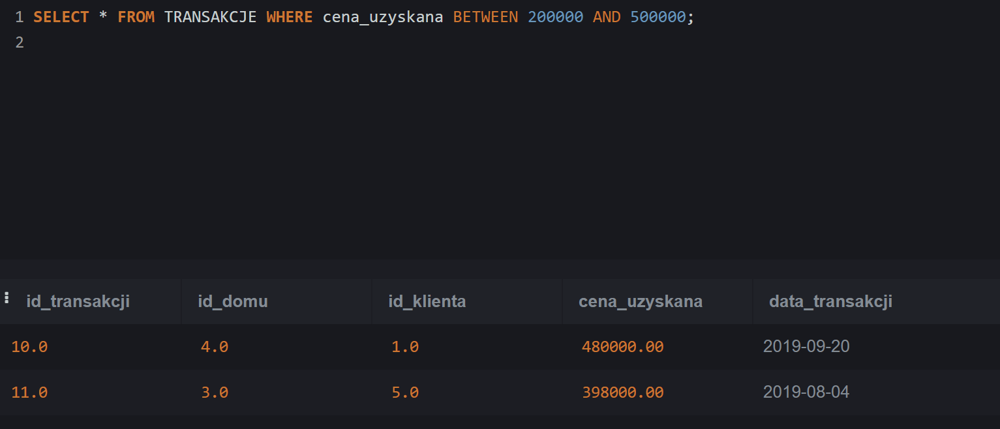 1 SELECT * FROM TRANSAKCJE WHERE cena_uzyskana BETWEEN 200000 AND 500000;
2
id_transakcji id_domu id_klienta cena_uzyskana data_transakcji
10.0 4.0 1.0 480000.00 2019-09-20
11.0 3.0 5.0 398000.00 2019-08-04